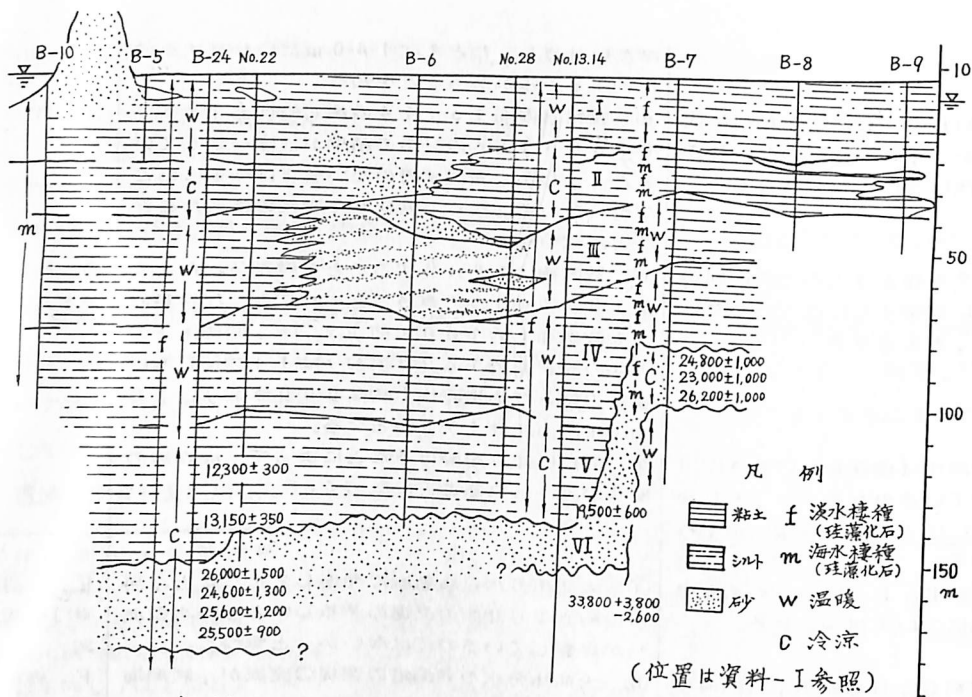 B-10 B-5 B-24 No.22 B-6 No.28 No.13.14 B-7 B-8 B-9
-10
50
100
150
m
m
W
C
W
f
W
C
W
C
W
f
W
C
I
II
III
IV
V
VI
f
f
f
m
f
m
f
m
f
m
m
f
m
f
m
f
m
W
W
C
W
24,800±1,000
23,000±1,000
26,200±1,000
12,300±300
13,150±350
19,500±600
26,000±1,500
24,600±1,300
25,600±1,200
25,500±700
33,800+3,800
-2,600
?
?
凡 例
粘土 f 淡水棲種
(珪藻化石)
シルト m 海水棲種
(珪藻化石)
砂 W 温暖
C 冷涼
(位置は資料-I参照)